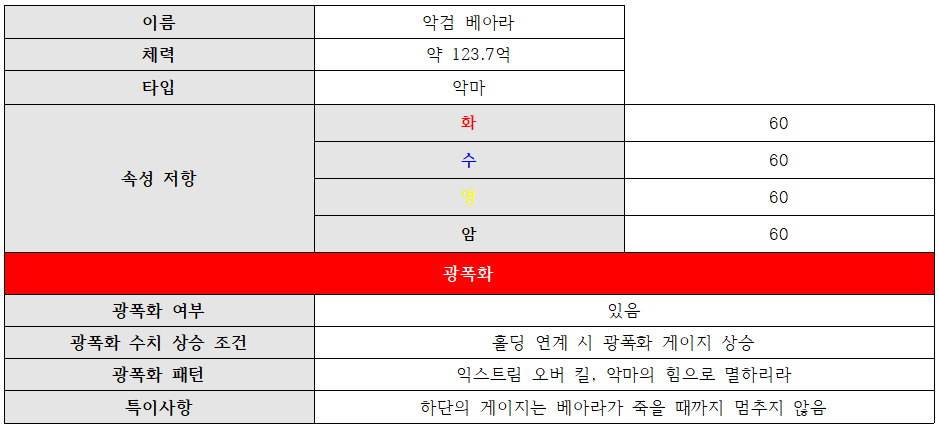 이름 악검 베아라
체력 약 123.7억
타입 악마
속성 저항
화 60
수 60
명 60
암 60
광폭화
광폭화 여부 있음
광폭화 수치 상승 조건 홀딩 연계 시 광폭화 게이지 상승
광폭화 패턴 익스트림 오버 킬, 악마의 힘으로 멸하리라
특이사항 하단의 게이지는 베아라가 죽을 때까지 멈추지 않음